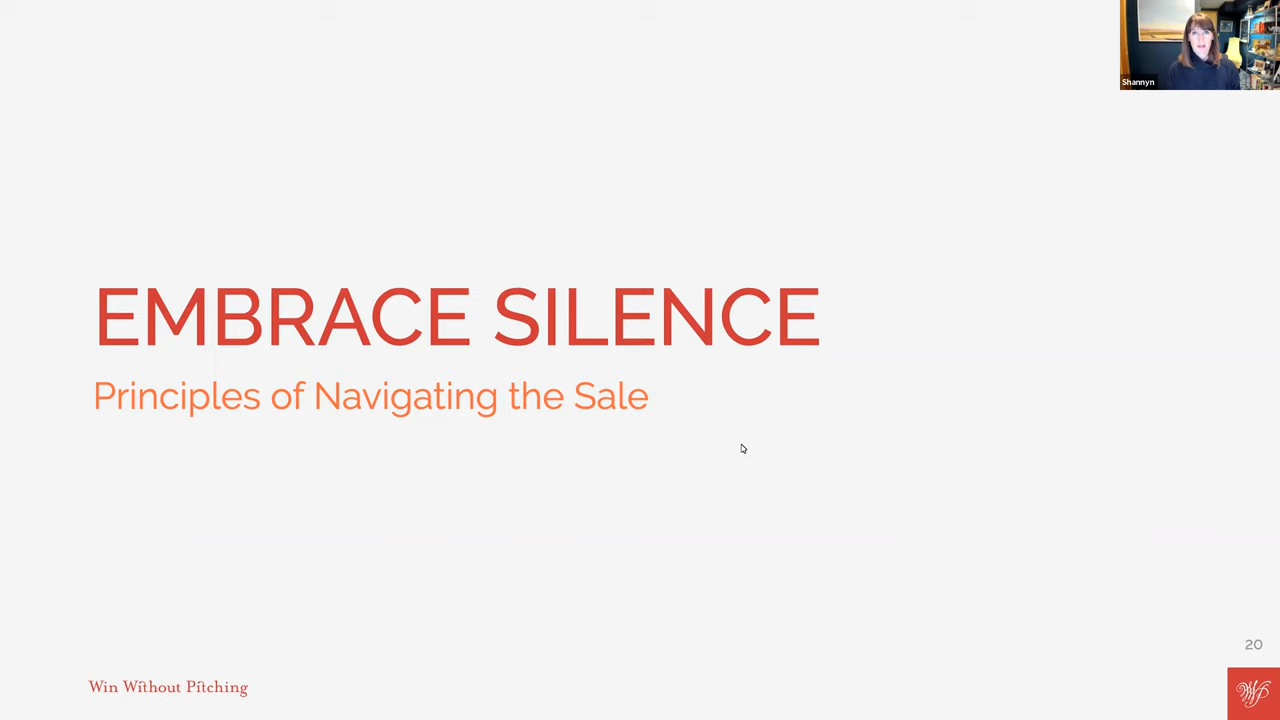 Shannyn
EMBRACE SILENCE
Principles of Navigating the Sale
20
Win Without Pitching